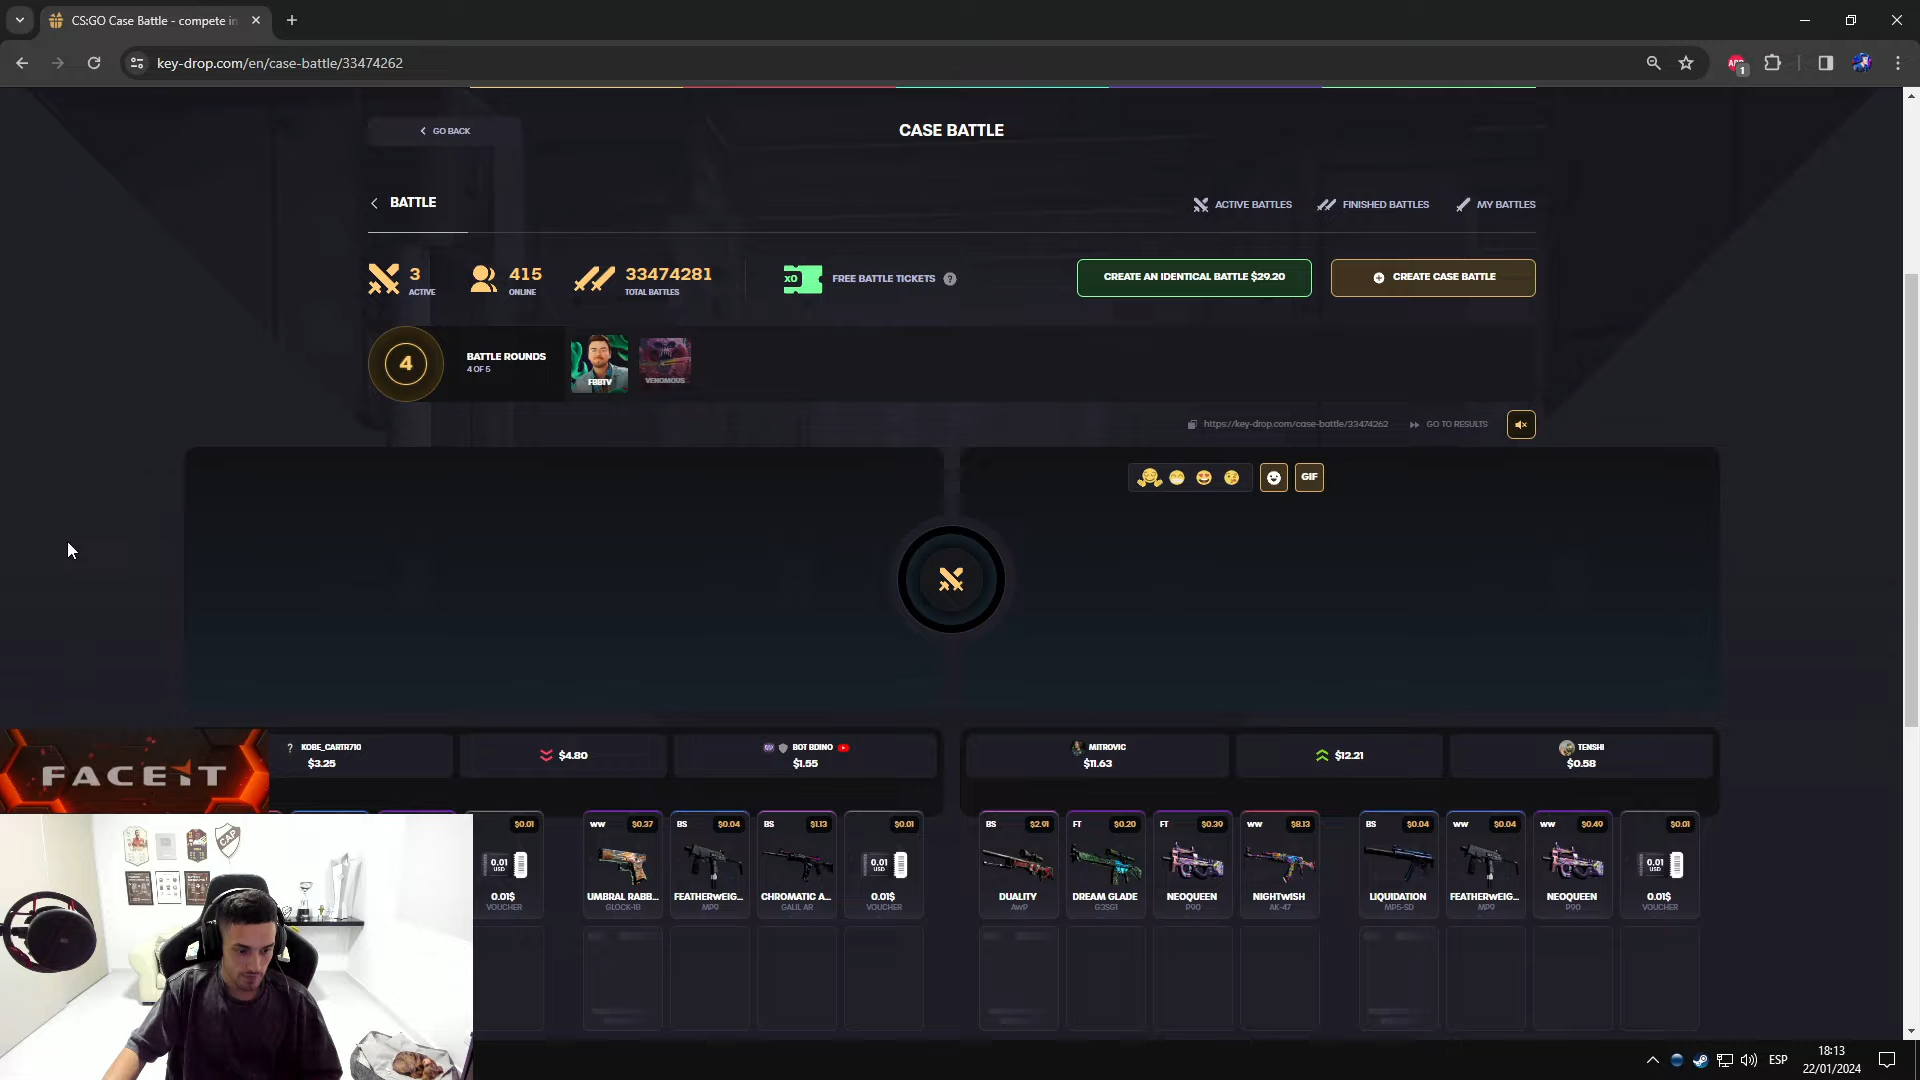 CS:GO Case Battle - compete in
key-drop.com/en/case-battle/33474262
GO BACK
CASE BATTLE
BATTLE
ACTIVE BATTLES
FINISHED BATTLES
MY BATTLES
3
ACTIVE
415
ONLINE
33474281
TOTAL BATTLES
x0
FREE BATTLE TICKETS
?
CREATE AN IDENTICAL BATTLE $29.20
CREATE CASE BATTLE
4
BATTLE ROUNDS
4 OF 5
FBBTV
VENOMOUS
https://key-drop.com/case-battle/33474262
GO TO RESULTS
GIF
KOBE_CARTR710
$3.25
$4.80
BOT BDINO
$1.55
MITROVIC
$11.63
$12.21
TENSHI
$0.58
FACEIT
$0.01
0.01 USD
0.01$
VOUCHER
WW $0.37
UMBRAL RABB...
GLOCK-18
BS $0.04
FEATHERWEIG...
MP9
BS $1.13
CHROMATIC A...
GALIL AR
$0.01
0.01 USD
0.01$
VOUCHER
BS $2.91
DUALITY
AWP
FT $0.20
DREAM GLADE
G3SG1
FT $0.39
NEOQUEEN
P90
WW $8.13
NIGHTWISH
AK-47
BS $0.04
LIQUIDATION
MP5-SD
WW $0.04
FEATHERWEIG...
MP9
WW $0.49
NEOQUEEN
P90
$0.01
0.01 USD
0.01$
VOUCHER
CAP
ESP
18:13
22/01/2024